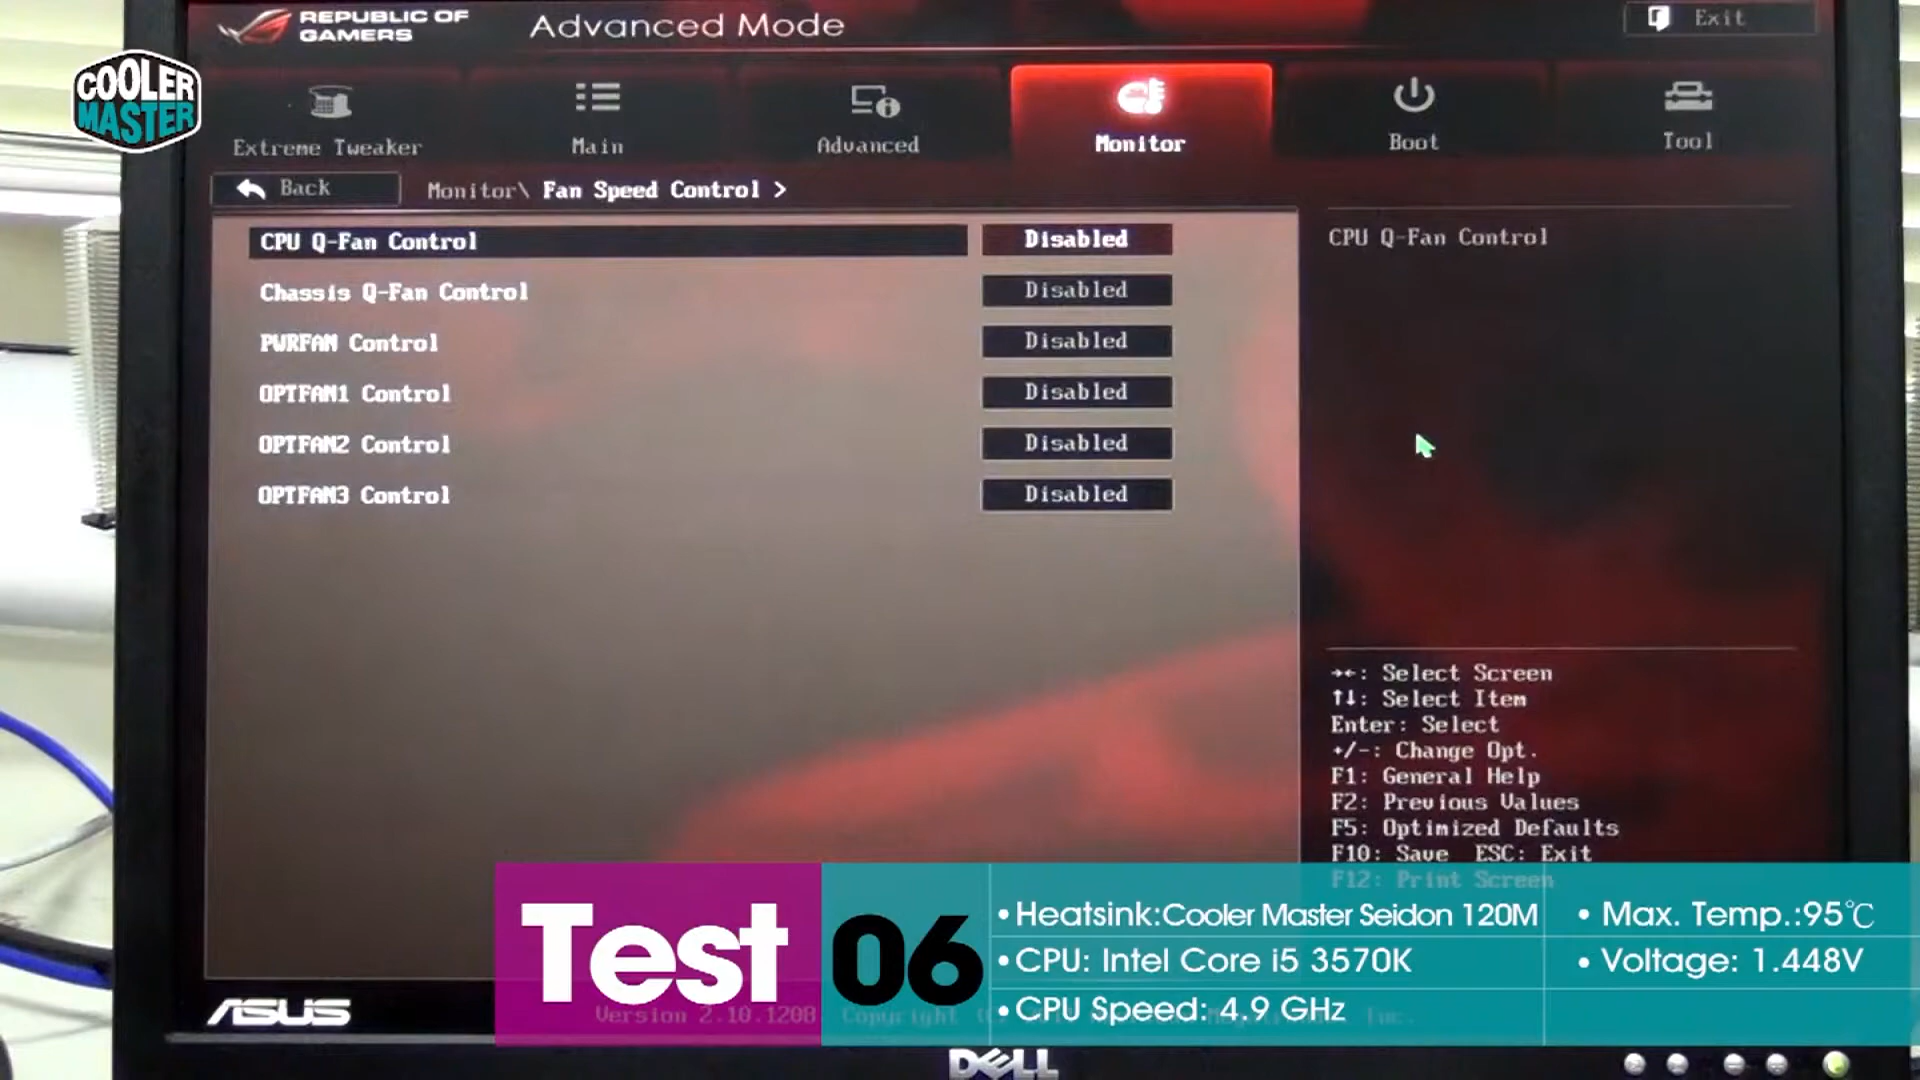 REPUBLIC OF
GAMERS
Advanced Mode
Exit
COOLER
MASTER
Extreme Tweaker
Main
Advanced
Monitor
Boot
Tool
Back
Monitor\ Fan Speed Control >
CPU Q-Fan Control
Disabled
CPU Q-Fan Control
Chassis Q-Fan Control
Disabled
PWRFAN Control
Disabled
OPTFAN1 Control
Disabled
OPTFAN2 Control
Disabled
OPTFAN3 Control
Disabled
→←: Select Screen
↑↓: Select Item
Enter: Select
+/-: Change Opt.
F1: General Help
F2: Previous Values
F5: Optimized Defaults
F10: Save ESC: Exit
F12: Print Screen
Test 06
•Heatsink:Cooler Master Seidon 120M
•CPU: Intel Core i5 3570K
•CPU Speed: 4.9 GHz
• Max. Temp.:95℃
• Voltage: 1.448V
ASUS
Version 2.10.1208 Copyright
DELL